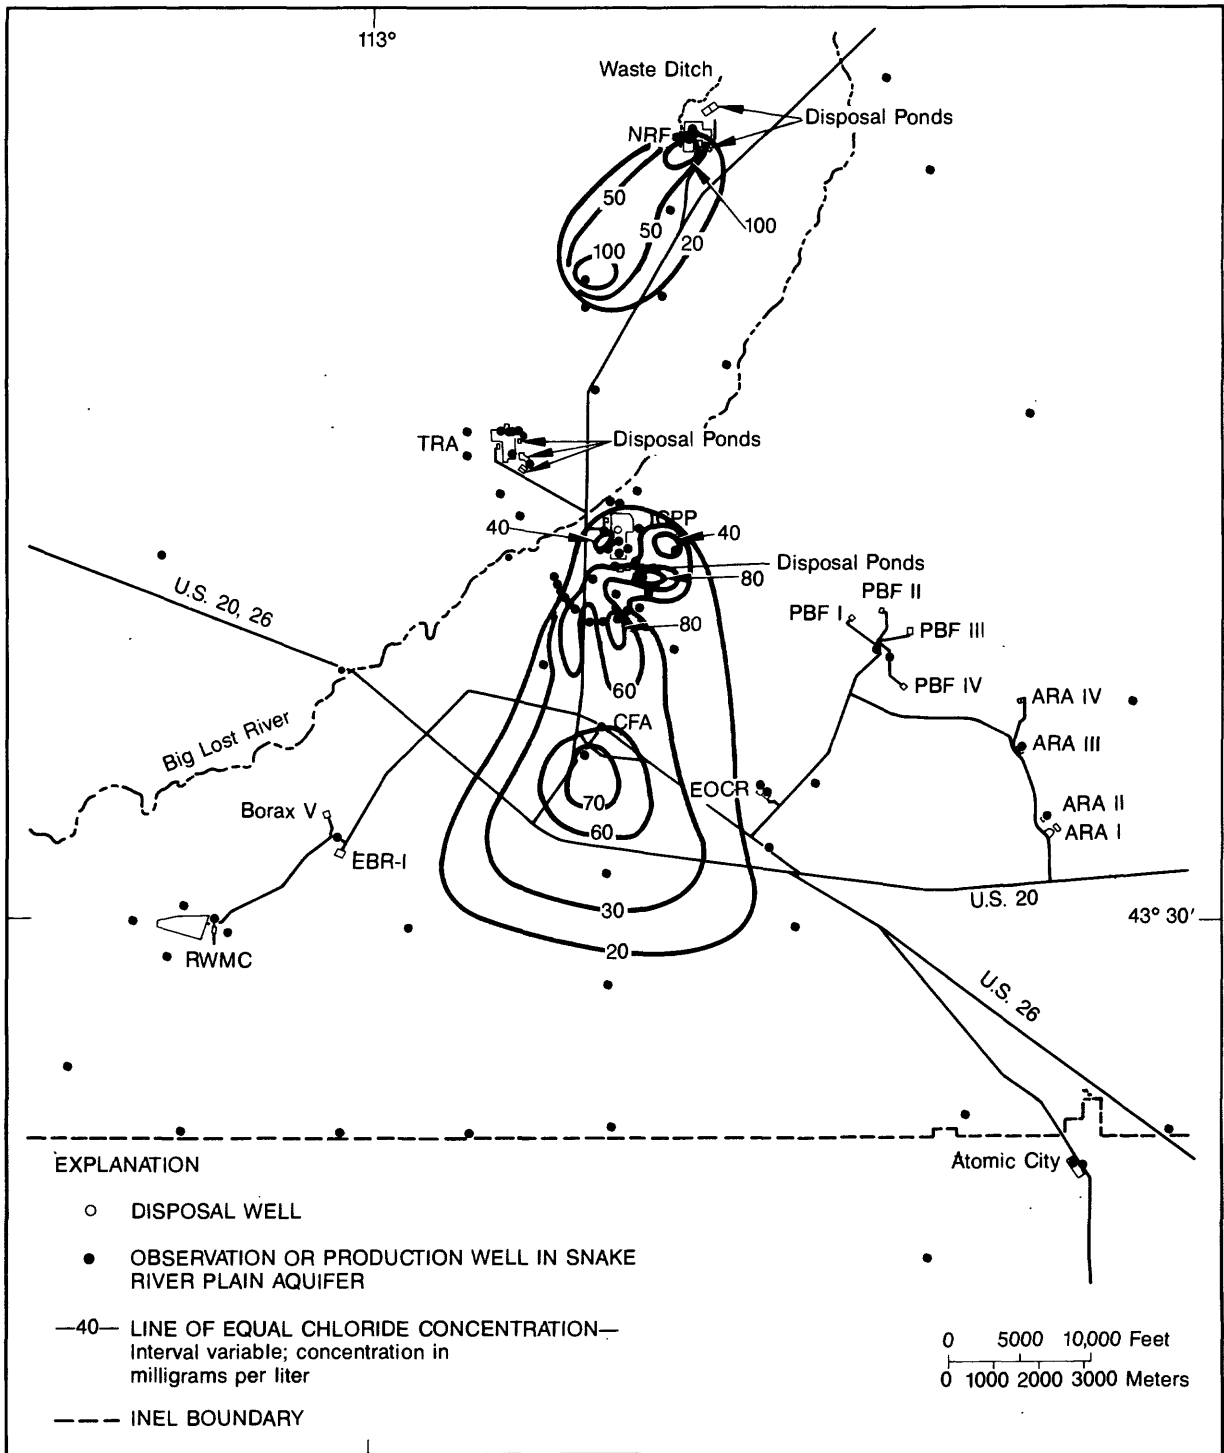 113°
Waste Ditch
Disposal Ponds
NRF
50
50
100
20
100
TRA
Disposal Ponds
40
CPP
40
Disposal Ponds
80
PBF II
PBF I
U.S. 20, 26
PBF III
80
60
PBF IV
ARA IV
CFA
Big Lost River
ARA III
EOCR
70
Borax V
ARA II
60
ARA I
EBR-I
U.S. 20
30
43° 30'
20
RWMC
U.S. 26
Atomic City
EXPLANATION
DISPOSAL WELL
OBSERVATION OR PRODUCTION WELL IN SNAKE
RIVER PLAIN AQUIFER
—40— LINE OF EQUAL CHLORIDE CONCENTRATION—
Interval variable; concentration in
milligrams per liter
INEL BOUNDARY
0 5000 10,000 Feet
0 1000 2000 3000 Meters